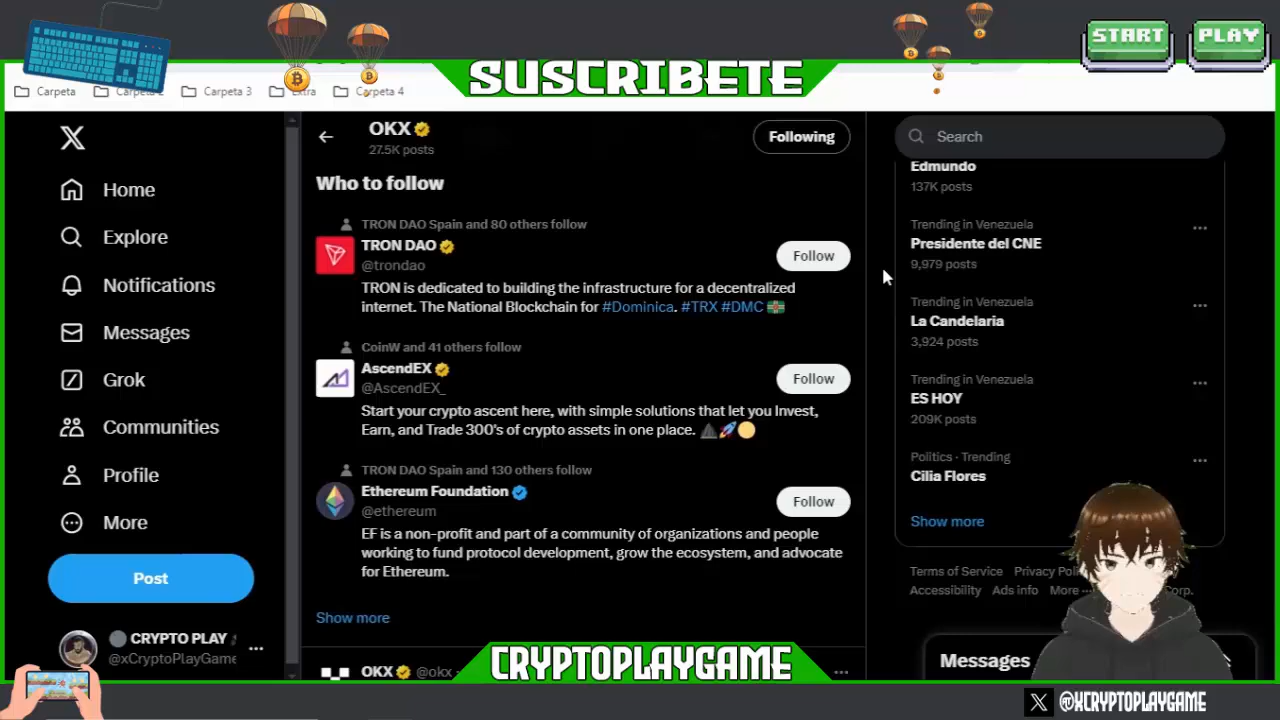 START
PLAY
SUSCRIBETE
Carpeta
Carpeta 2
Carpeta 3
Extra
Carpeta 4
Home
Explore
Notifications
Messages
Grok
Communities
Profile
More
Post
CRYPTO PLAY
@xCryptoPlayGame
OKX
27.5K posts
Following
Who to follow
TRON DAO Spain and 80 others follow
TRON DAO
@trondao
Follow
TRON is dedicated to building the infrastructure for a decentralized
internet. The National Blockchain for #Dominica. #TRX #DMC
CoinW and 41 others follow
AscendEX
@AscendEX_
Follow
Start your crypto ascent here, with simple solutions that let you Invest,
Earn, and Trade 300's of crypto assets in one place.
TRON DAO Spain and 130 others follow
Ethereum Foundation
@ethereum
Follow
EF is a non-profit and part of a community of organizations and people
working to fund protocol development, grow the ecosystem, and advocate
for Ethereum.
Show more
OKX @okx
Search
Edmundo
137K posts
Trending in Venezuela
Presidente del CNE
9,979 posts
Trending in Venezuela
La Candelaria
3,924 posts
Trending in Venezuela
ES HOY
209K posts
Politics · Trending
Cilia Flores
Show more
Terms of Service Privacy
Accessibility Ads info More Corp.
Messages
CRYPTOPLAYGAME
@XCRYPTOPLAYGAME